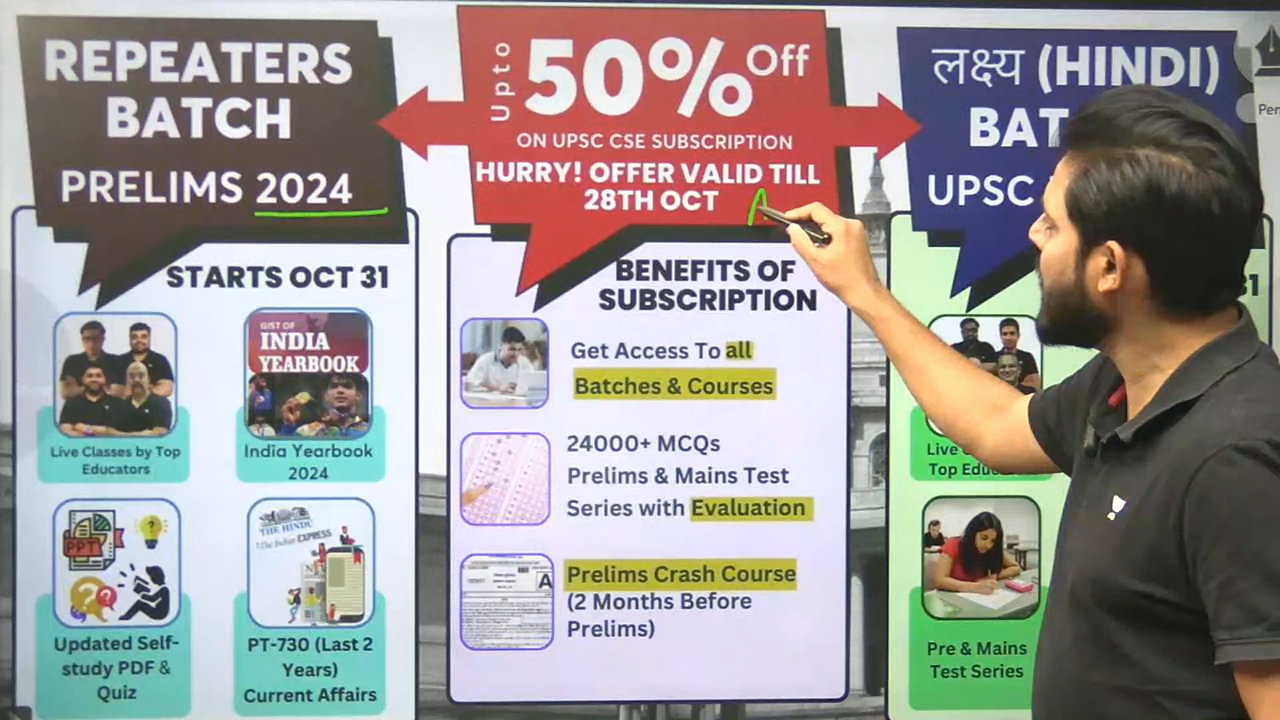 REPEATERS
BATCH
PRELIMS 2024
STARTS OCT 31
GIST OF
INDIA
YEARBOOK
Live Classes by Top
Educators
India Yearbook
2024
PPT
THE HINDU
The Indian EXPRESS
Updated Self-
study PDF &
Quiz
PT-730 (Last 2
Years)
Current Affairs
Upto
50% Off
ON UPSC CSE SUBSCRIPTION
HURRY! OFFER VALID TILL
28TH OCT
BENEFITS OF
SUBSCRIPTION
Get Access To all
Batches & Courses
24000+ MCQs
Prelims & Mains Test
Series with Evaluation
A
Prelims Crash Course
(2 Months Before
Prelims)
लक्ष्य (HINDI)
BAT
UPSC
31
Live
Top
Pre & Mains
Test Series
Pen